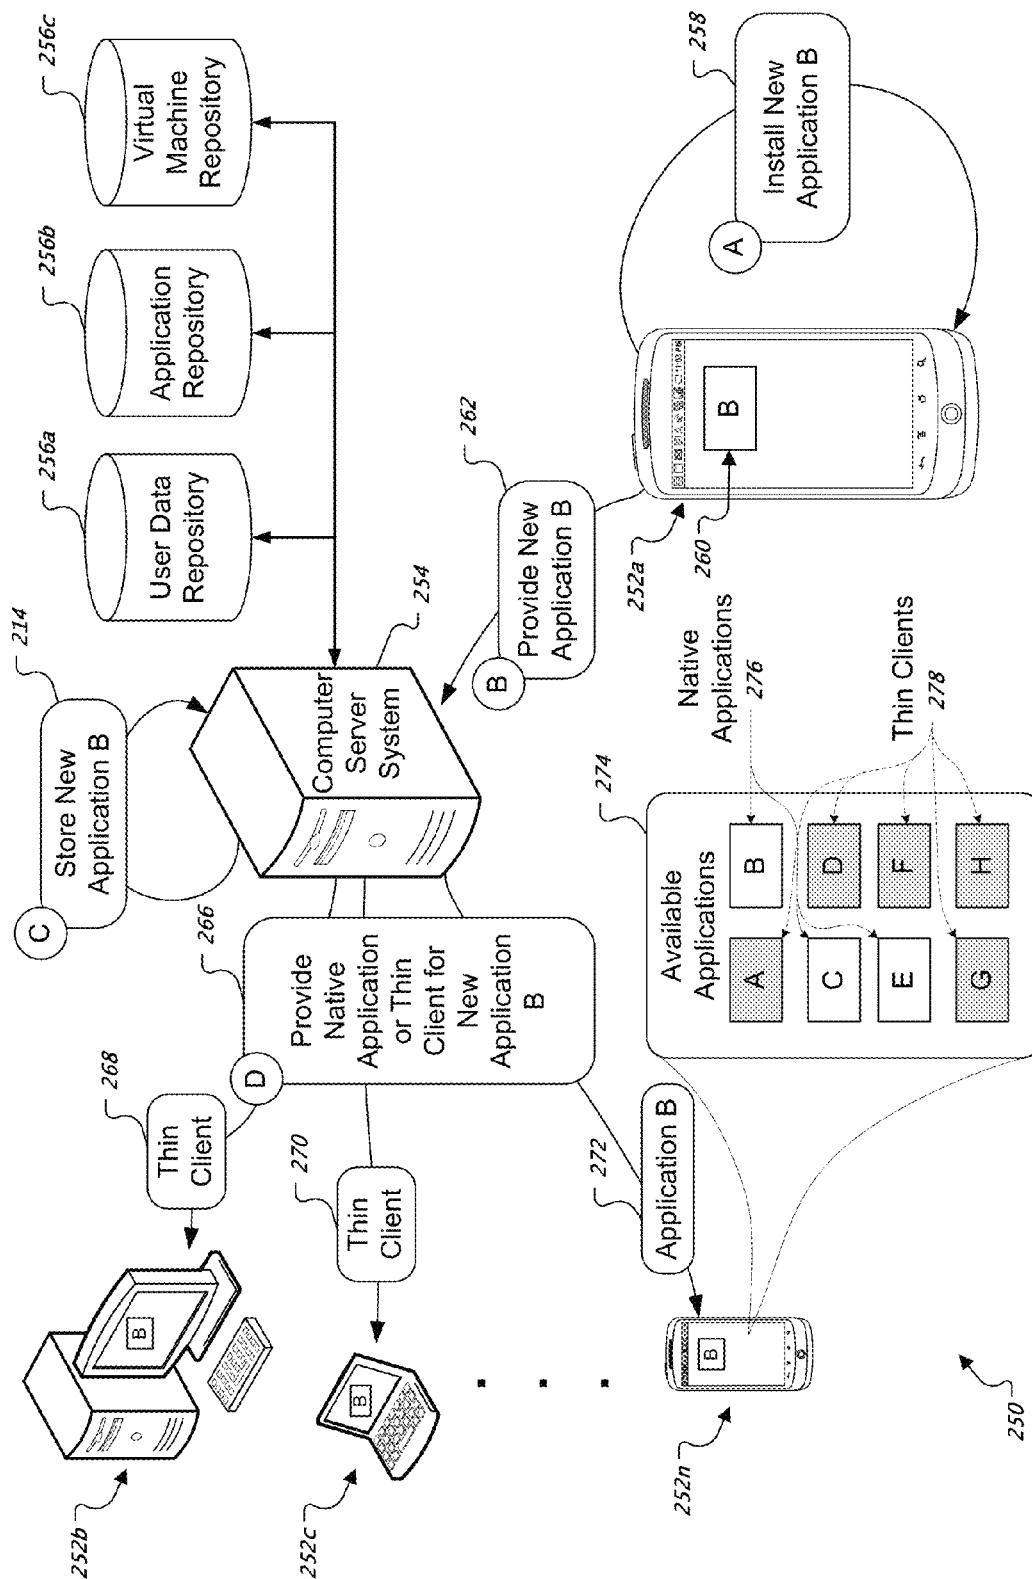 252b
252c
252n
250
Thin
Client
268
Thin
Client
270
Application B
272
D
Provide
Native
Application
or Thin
Client for
New
Application
B
266
C
Store New
Application B
214
Computer
Server
System
254
User Data
Repository
256a
Application
Repository
256b
Virtual
Machine
Repository
256c
B
Provide New
Application B
262
A
Install New
Application B
258
252a
260
B
B
B
B
Available
Applications
274
A
B
C
D
E
F
G
H
Native
Applications
276
Thin Clients
278